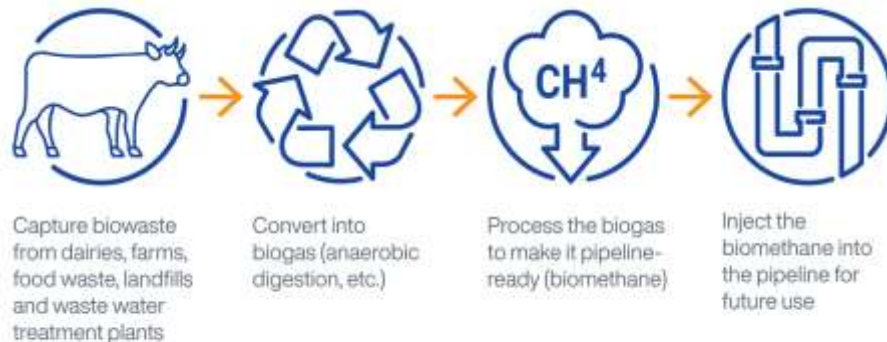 CH⁴
Capture biowaste
from dairies, farms,
food waste, landfills
and waste water
treatment plants
Convert into
biogas (anaerobic
digestion, etc.)
Process the biogas
to make it pipeline-
ready (biomethane)
Inject the
biomethane into
the pipeline for
future use